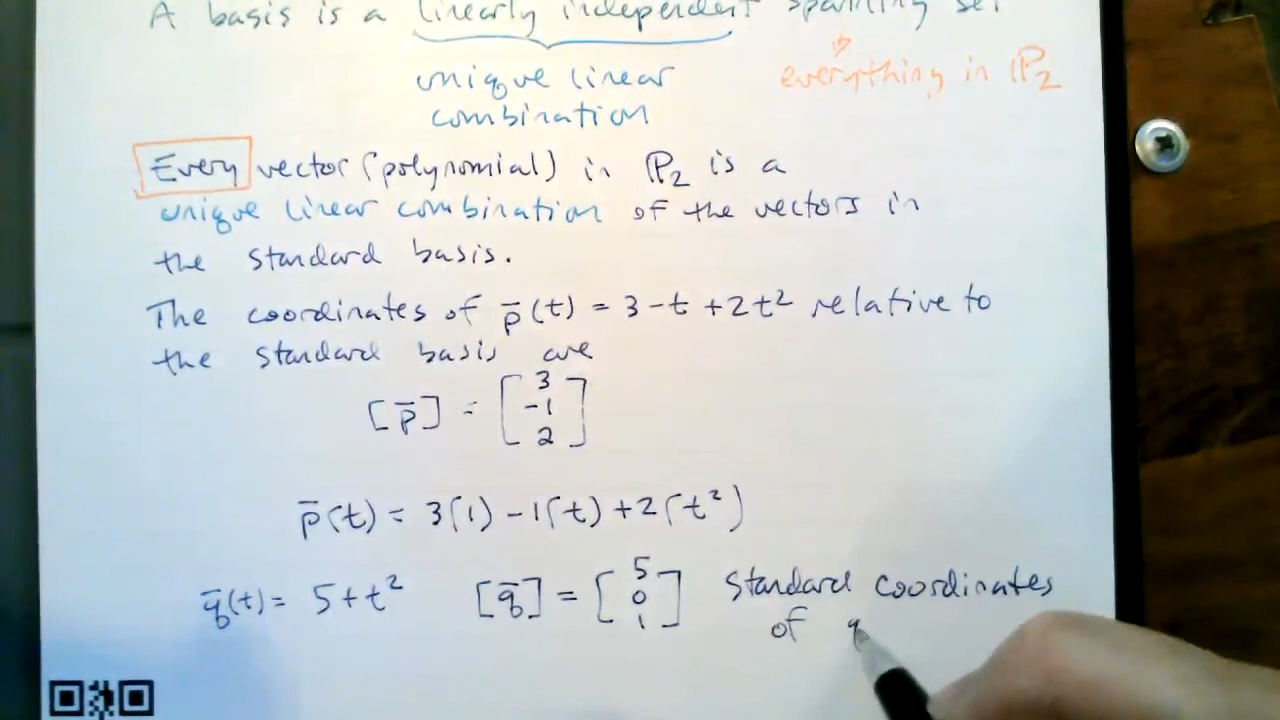 A basis is a linearly independent spanning set
unique linear combination
everything in ℙ₂
Every vector (polynomial) in ℙ₂ is a
unique linear combination of the vectors in
the standard basis.
The coordinates of p̄(t) = 3 - t + 2t² relative to
the standard basis are
[p̄] = [3 -1 2]
p̄(t) = 3(1) - 1(t) + 2(t²)
q̄(t) = 5 + t² [q̄] = [5 0 1] standard coordinates
of